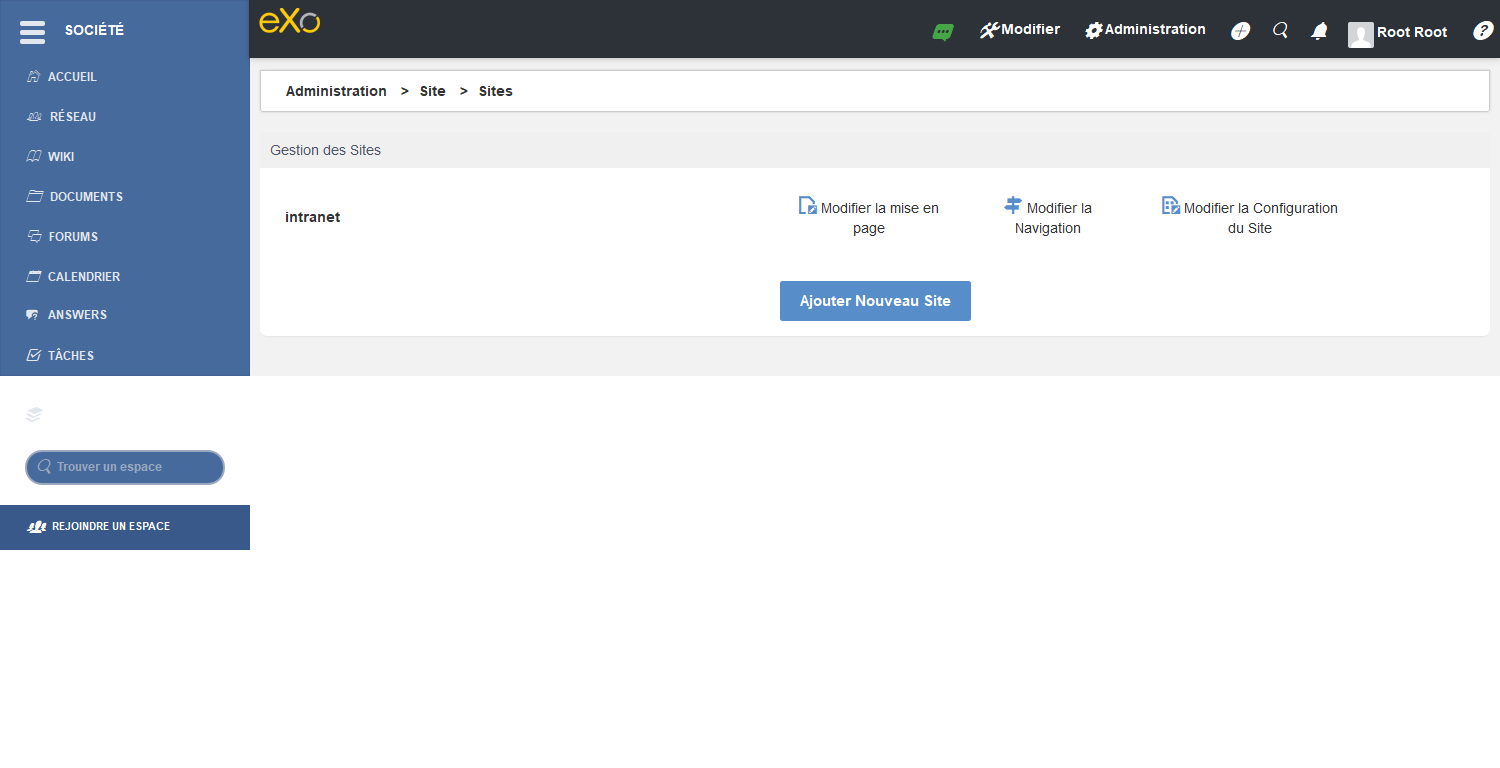 SOCIÉTÉ
eXo
Modifier
Administration
Root Root
?
ACCUEIL
RÉSEAU
WIKI
DOCUMENTS
FORUMS
CALENDRIER
ANSWERS
TÂCHES
Trouver un espace
REJOINDRE UN ESPACE
Administration > Site > Sites
Gestion des Sites
intranet
Modifier la mise en
page
Modifier la
Navigation
Modifier la Configuration
du Site
Ajouter Nouveau Site